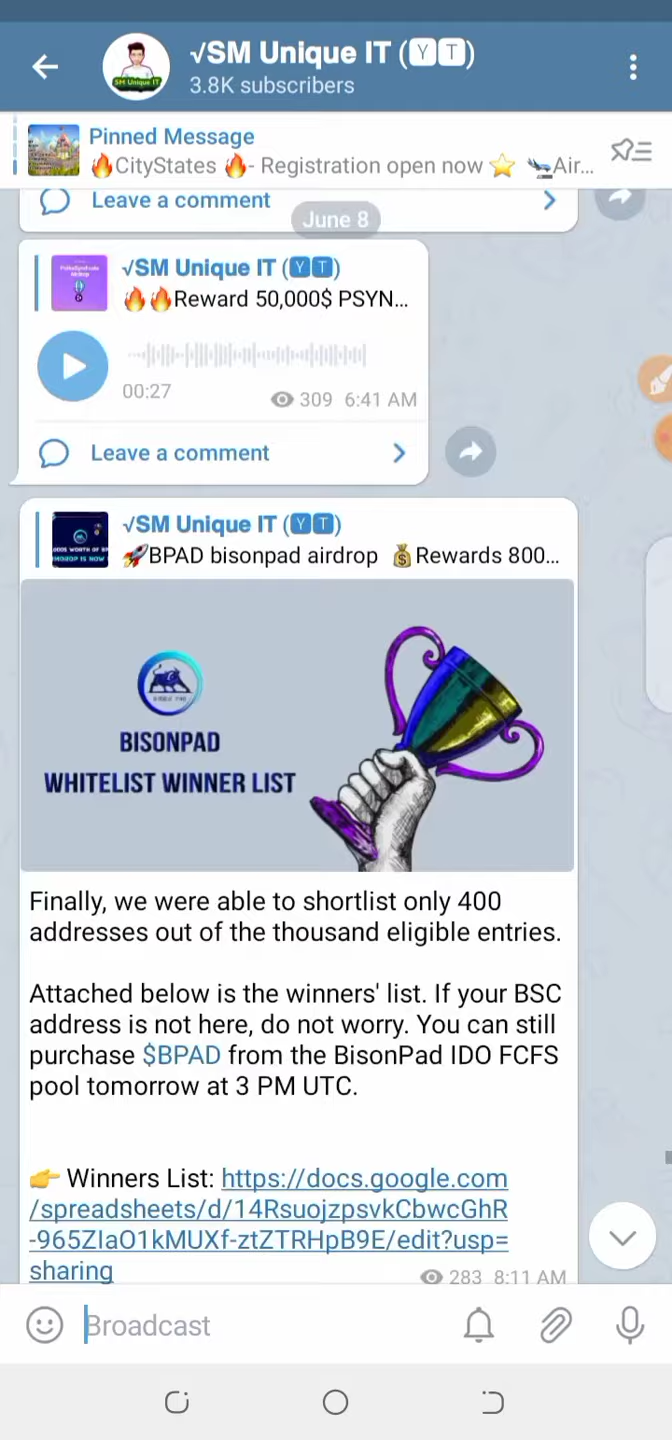 √SM Unique IT (🆈🆃)
3.8K subscribers
SM Unique IT
Pinned Message
🔥CityStates 🔥- Registration open now ⭐ 🛬Air...
Leave a comment
June 8
√SM Unique IT (🆈🆃)
🔥🔥Reward 50,000$ PSYN...
00:27
309 6:41 AM
Leave a comment
√SM Unique IT (🆈🆃)
🚀BPAD bisonpad airdrop 💰Rewards 800...
BISONPAD
WHITELIST WINNER LIST
Finally, we were able to shortlist only 400
addresses out of the thousand eligible entries.
Attached below is the winners' list. If your BSC
address is not here, do not worry. You can still
purchase $BPAD from the BisonPad IDO FCFS
pool tomorrow at 3 PM UTC.
👉 Winners List: https://docs.google.com
/spreadsheets/d/14RsuojzpsvkCbwcGhR
-965ZIaO1kMUXf-ztZTRHpB9E/edit?usp=
sharing
283 8:11 AM
Broadcast